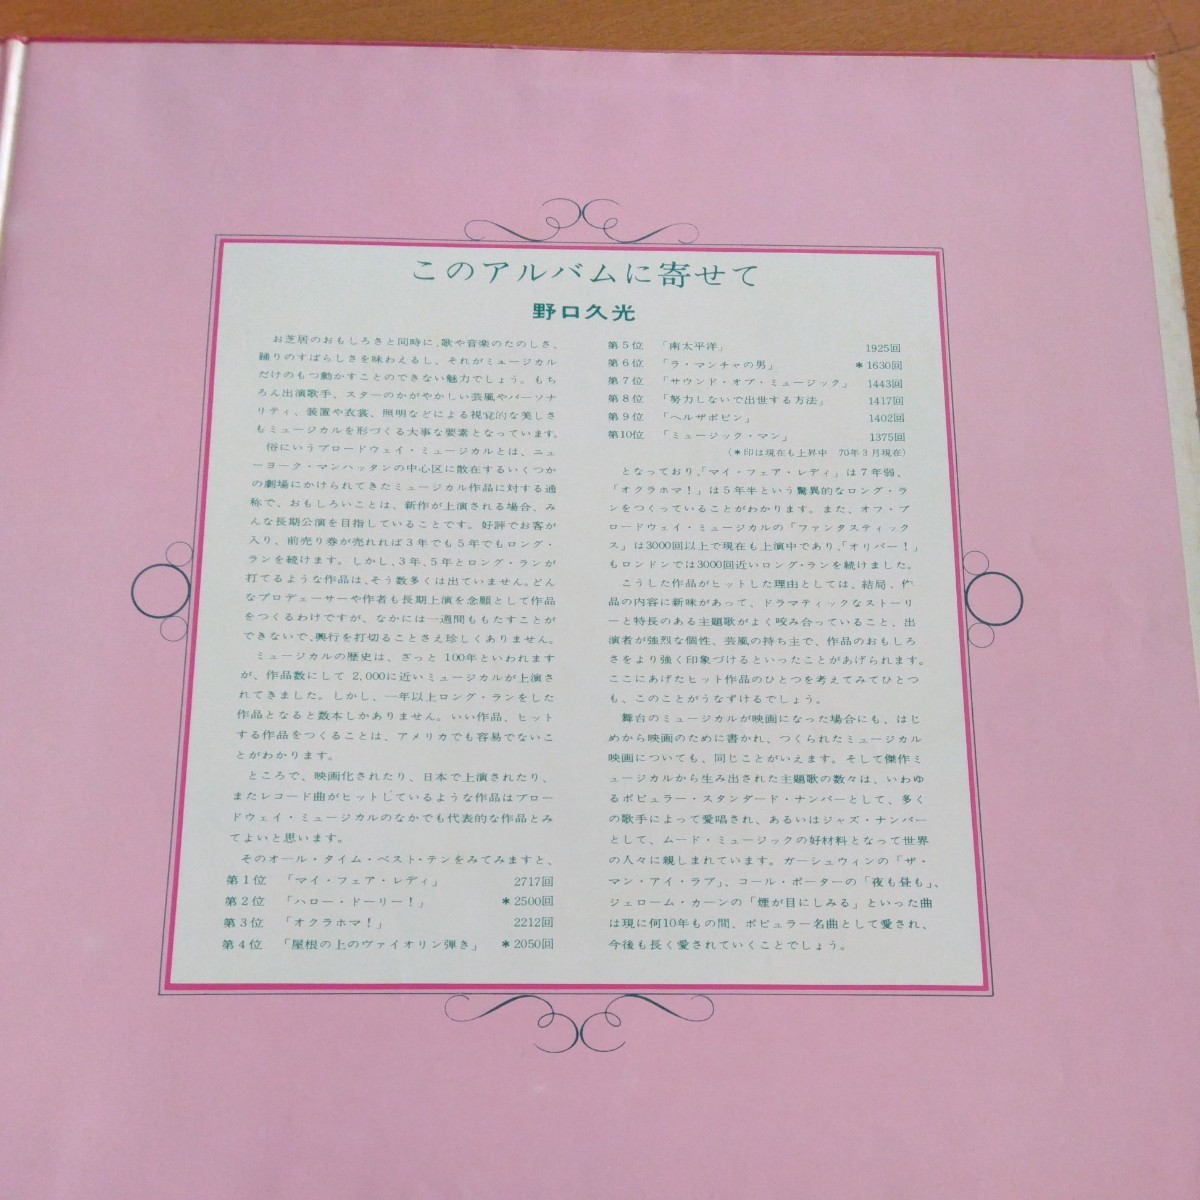 このアルバムに寄せて
野口久光
お芝居のおもしろさと同時に、歌や音楽のたのしさ、
踊りのすばらしさを味わえるし、それがミュージカル
だけのもつ動かすことのできない魅力でしょう。もち
ろん出演歌手、スターのかがやかしい芸風やパーソナ
リティ、装置や衣裳、照明などによる視覚的な美しさ
もミュージカルを形づくる大事な要素となっています。
俗にいうブロードウェイ・ミュージカルとは、ニュ
ーヨーク・マンハッタンの中心区に散在するいくつか
の劇場にかけられてきたミュージカル作品に対する通
称で、おもしろいことは、新作が上演される場合、み
んな長期公演を目指していることです。好評でお客が
入り、前売り券が売れれば3年でも5年でもロング・
ランを続けます。しかし、3年、5年とロング・ランが
打てるような作品は、そう数多くは出ていません。どん
なプロデューサーや作者も長期上演を念願として作品
をつくるわけですが、なかには一週間ももたすことが
できないで、興行を打切ることさえ珍しくありません。
ミュージカルの歴史は、ざっと100年といわれます
が、作品数にして2,000に近いミュージカルが上演さ
れてきました。しかし、一年以上ロング・ランをした
作品となると数本しかありません。いい作品、ヒット
する作品をつくることは、アメリカでも容易でないこ
とがわかります。
ところで、映画化されたり、日本で上演されたり、
またレコード曲がヒットしているような作品はブロー
ドウェイ・ミュージカルのなかでも代表的な作品とみ
てよいと思います。
そのオール・タイム・ベスト・テンをみてみますと、
第1位 「マイ・フェア・レディ」 2717回
第2位 「ハロー・ドーリー！」 *2500回
第3位 「オクラホマ！」 2212回
第4位 「屋根の上のヴァイオリン弾き」 *2050回
第5位 「南太平洋」 1925回
第6位 「ラ・マンチャの男」 *1630回
第7位 「サウンド・オブ・ミュージック」 1443回
第8位 「努力しないで出世する方法」 1417回
第9位 「ヘルザポピン」 1402回
第10位 「ミュージック・マン」 1375回
(*印は現在も上昇中 70年3月現在)
となっており、「マイ・フェア・レディ」は7年弱、
「オクラホマ！」は5年半という驚異的なロング・ラ
ンをつくっていることがわかります。また、オフ・ブ
ロードウェイ・ミュージカルの「ファンタスティック
ス」は3000回以上で現在も上演中であり、「オリバー！」
もロンドンでは3000回近いロング・ランを続けました。
こうした作品がヒットした理由としては、結局、作
品の内容に新味があって、ドラマティックなストーリ
ーと特長のある主題歌がよく咬み合っていること、出
演者が強烈な個性、芸風の持ち主で、作品のおもしろ
さをより強く印象づけるといったことがあげられます。
ここにあげたヒット作品のひとつを考えてみてひとつ
も、このことがうなずけるでしょう。
舞台のミュージカルが映画になった場合にも、はじ
めから映画のために書かれ、つくられたミュージカル
映画についても、同じことがいえます。そして傑作ミ
ュージカルから生み出された主題歌の数々は、いわゆ
るポピュラー・スタンダード・ナンバーとして、多く
の歌手によって愛唱され、あるいはジャズ・ナンバー
として、ムード・ミュージックの好材料となって世界
の人々に親しまれています。ガーシュウィンの「ザ・
マン・アイ・ラブ」、コール・ポーターの「夜も昼も」、
ジェローム・カーンの「煙が目にしみる」といった曲
は現に何10年もの間、ポピュラー名曲として愛され、
今後も長く愛されていくことでしょう。